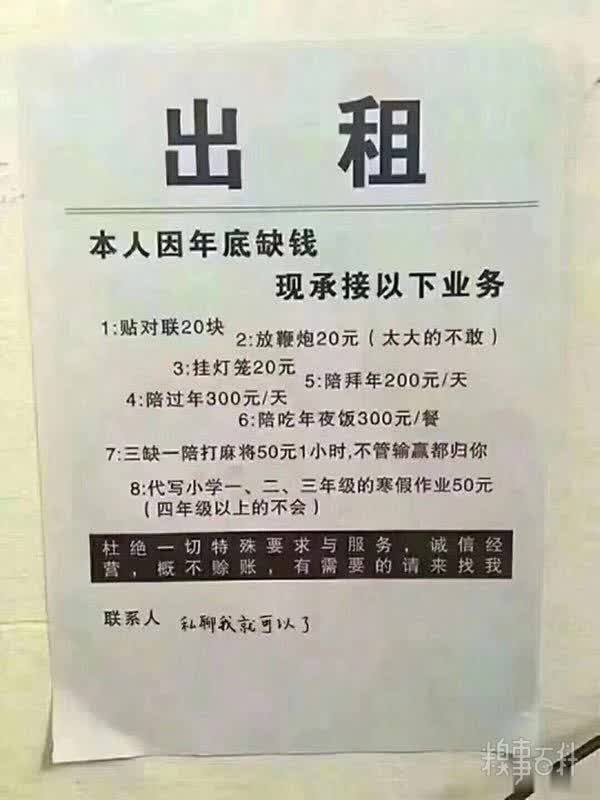 出租
本人因年底缺钱
现承接以下业务
1:贴对联20块
2:放鞭炮20元（太大的不敢）
3:挂灯笼20元
4:陪过年300元/天
5:陪拜年200元/天
6:陪吃年夜饭300元/餐
7:三缺一陪打麻将50元1小时,不管输赢都归你
8:代写小学一、二、三年级的寒假作业50元
（四年级以上的不会）
杜绝一切特殊要求与服务，诚信经
营，概不赊账，有需要的请来找我
联系人 私聊我就可以了
糗事百科